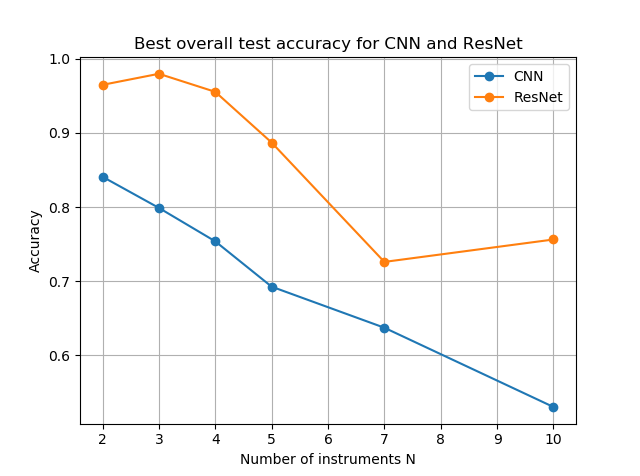 Best overall test accuracy for CNN and ResNet
1.0
0.9
0.8
0.7
0.6
Accuracy
CNN
ResNet
2 3 4 5 6 7 8 9 10
Number of instruments N